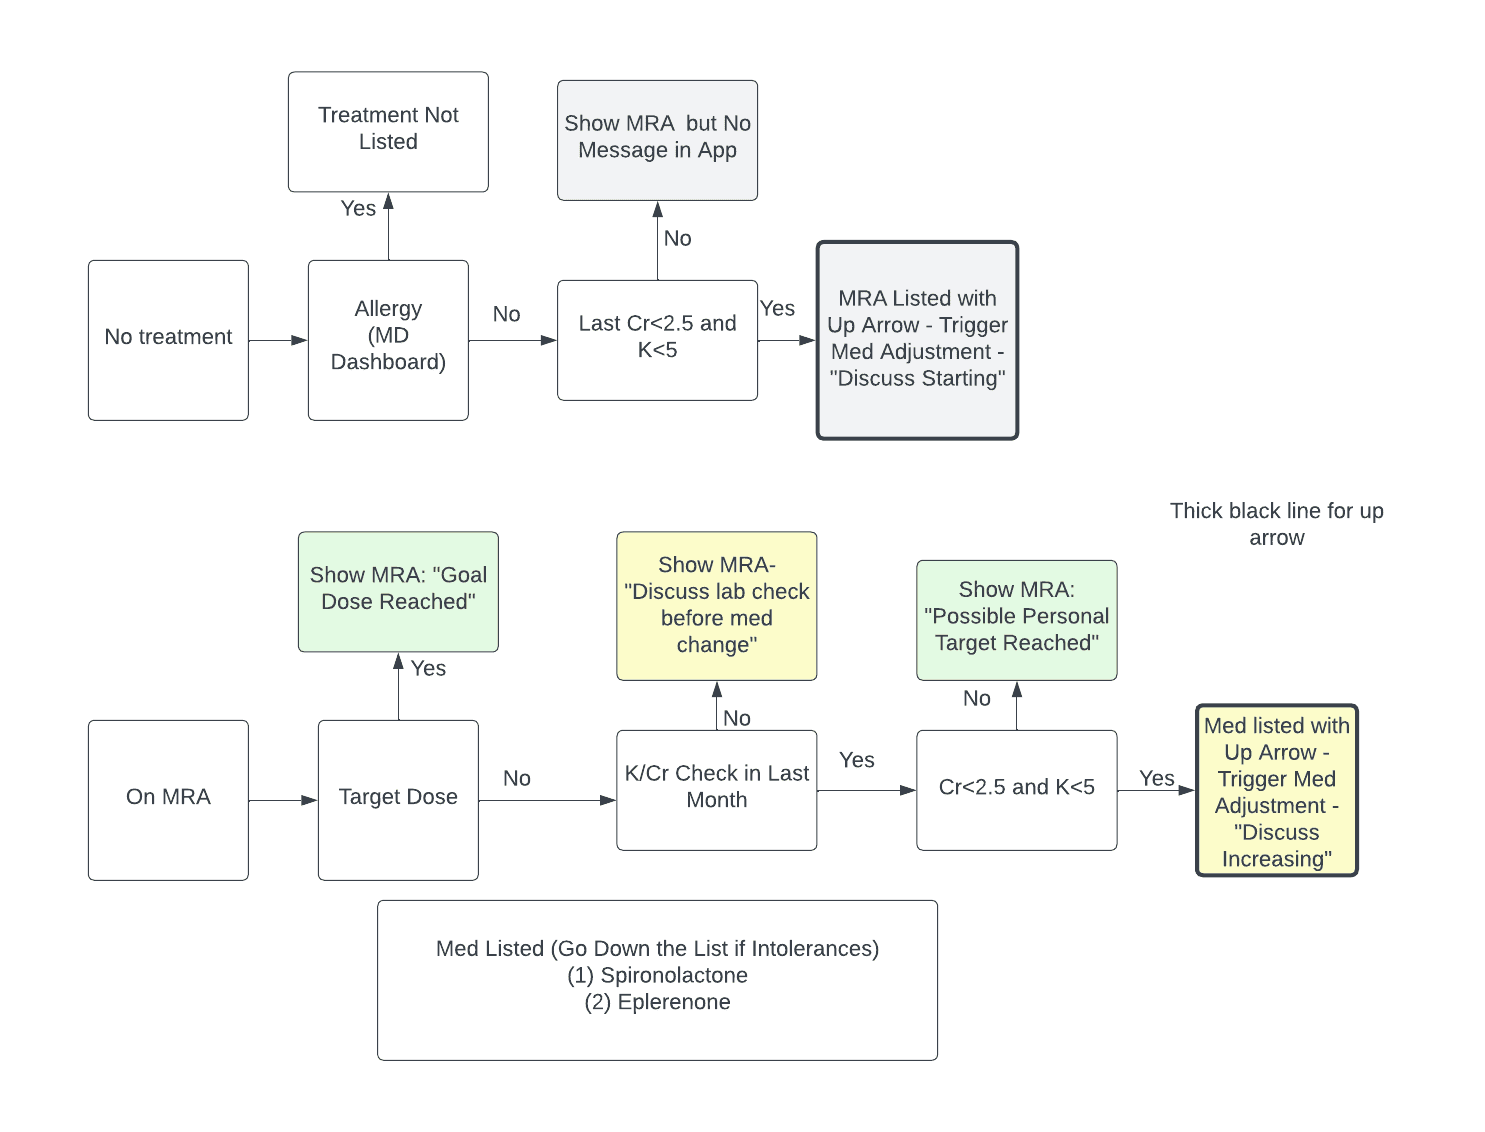 Treatment Not
Listed
Show MRA  but No
Message in App
Yes
No
No treatment
Allergy
(MD
Dashboard)
No
Last Cr<2.5 and
K<5
Yes
MRA Listed with
Up Arrow - Trigger
Med Adjustment -
"Discuss Starting"
Thick black line for up
arrow
Show MRA: "Goal
Dose Reached"
Show MRA-
"Discuss lab check
before med
change"
Show MRA:
"Possible Personal
Target Reached"
Yes
No
No
On MRA
Target Dose
No
K/Cr Check in Last
Month
Yes
Cr<2.5 and K<5
Yes
Med listed with
Up Arrow -
Trigger Med
Adjustment -
"Discuss
Increasing"
Med Listed (Go Down the List if Intolerances)
(1) Spironolactone
(2) Eplerenone